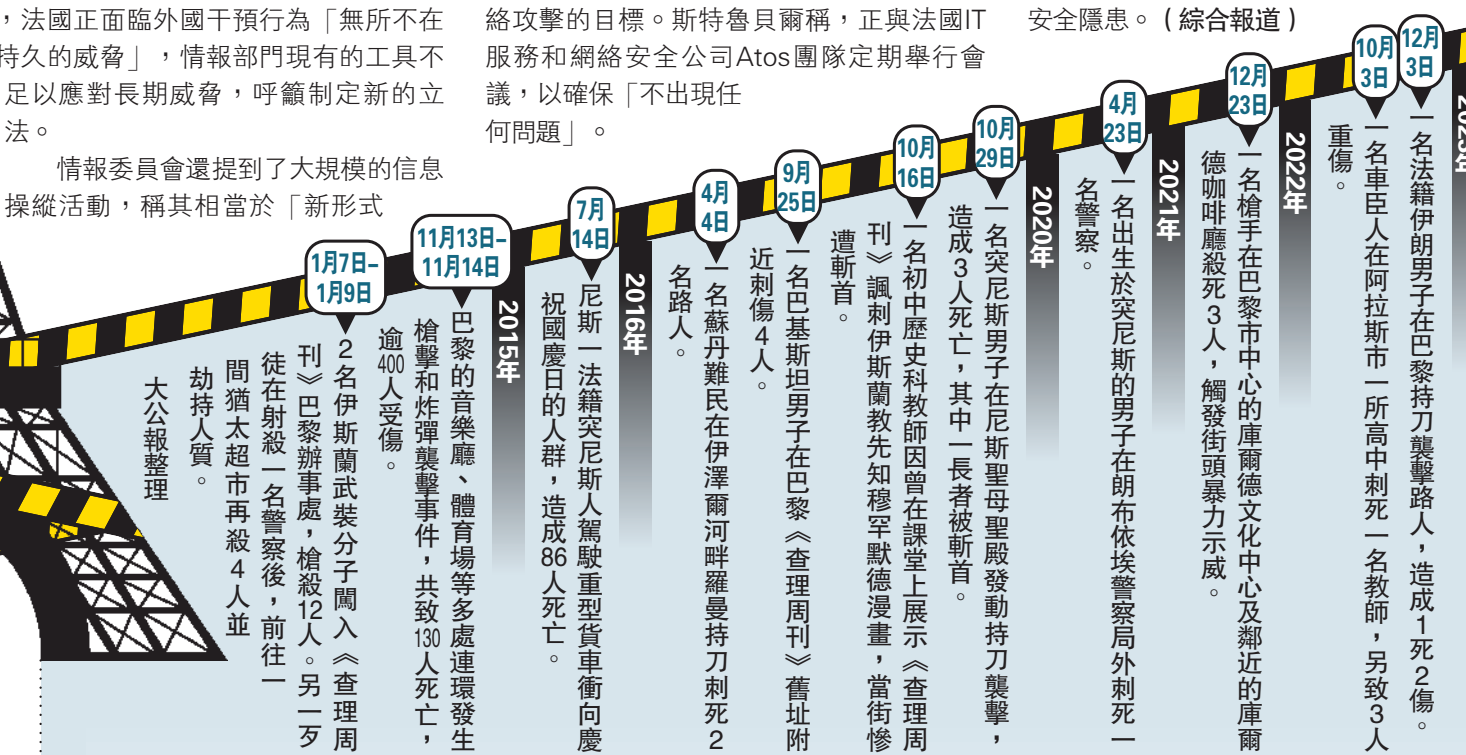 ，法國正面臨外國干預行為「無所不在
持久的威脅」，情報部門現有的工具不
足以應對長期威脅，呼籲制定新的立
法。
情報委員會還提到了大規模的信息
操縱活動，稱其相當於「新形式
絡攻擊的目標。斯特魯貝爾稱，正與法國IT
服務和網絡安全公司Atos團隊定期舉行會
議，以確保「不出現任
何問題」。
安全隱患。（綜合報道）
2023年
12月
3日
一名法籍伊朗男子在巴黎持刀襲擊路人，造成1死2傷。
10月
3日
一名車臣人在阿拉斯市一所高中刺死一名教師，另致3人
重傷。
2022年
12月
23日
一名槍手在巴黎市中心的庫爾德文化中心及鄰近的庫爾
德咖啡廳殺死3人，觸發街頭暴力示威。
2021年
4月
23日
一名出生於突尼斯的男子在朗布依埃警察局外刺死一
名警察。
2020年
10月
29日
一名突尼斯男子在尼斯聖母聖殿發動持刀襲擊，
造成3人死亡，其中一長者被斬首。
10月
16日
一名初中歷史科教師因曾在課堂上展示《查理周
刊》諷刺伊斯蘭教先知穆罕默德漫畫，當街慘
遭斬首。
9月
25日
一名巴基斯坦男子在巴黎《查理周刊》舊址附
近刺傷4人。
4月
4日
一名蘇丹難民在伊澤爾河畔羅曼持刀刺死2
名路人。
2016年
7月
14日
尼斯一法籍突尼斯人駕駛重型貨車衝向慶
祝國慶日的人群，造成86人死亡。
2015年
11月13日–
11月14日
巴黎的音樂廳、體育場等多處連環發生
槍擊和炸彈襲擊事件，共致130人死亡，
逾400人受傷。
1月7日–
1月9日
2名伊斯蘭武裝分子闖入《查理周
刊》巴黎辦事處，槍殺12人。另一歹
徒在射殺一名警察後，前往一
間猶太超市再殺4人並
劫持人質。
大公報整理